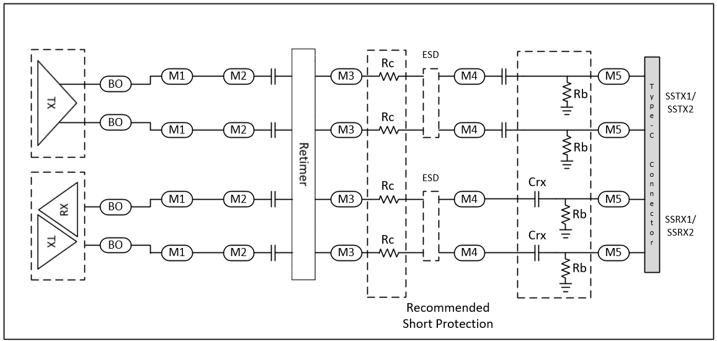 ESD
Rc
M1 M2 M3 M4 M5
BO
Rb
TX
SSTX1/
SSTX2
BO
Rc
M1 M2 M3 M4 M5
Rb
Retimer
Type-C Connector
ESD
Rc Crx
M1 M2 M3 M4 M5
BO
RX
Rb
SSRX1/
SSRX2
TX
BO
Rc Crx
M1 M2 M3 M4 M5
Rb
Recommended
Short Protection